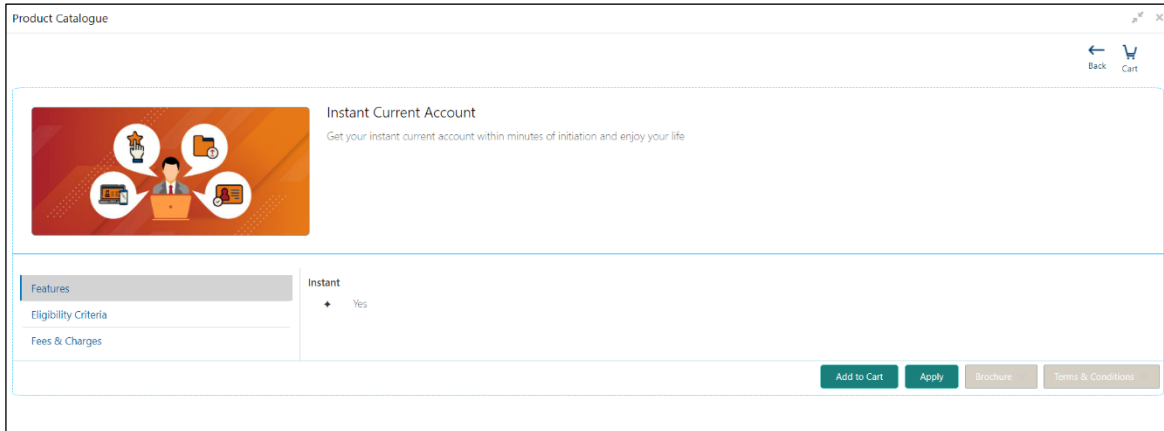 Product Catalogue
Back
Cart
Instant Current Account
Get your instant current account within minutes of initiation and enjoy your life
Features
Eligibility Criteria
Fees & Charges
Instant
Yes
Add to Cart
Apply
Brochure
Terms & Conditions